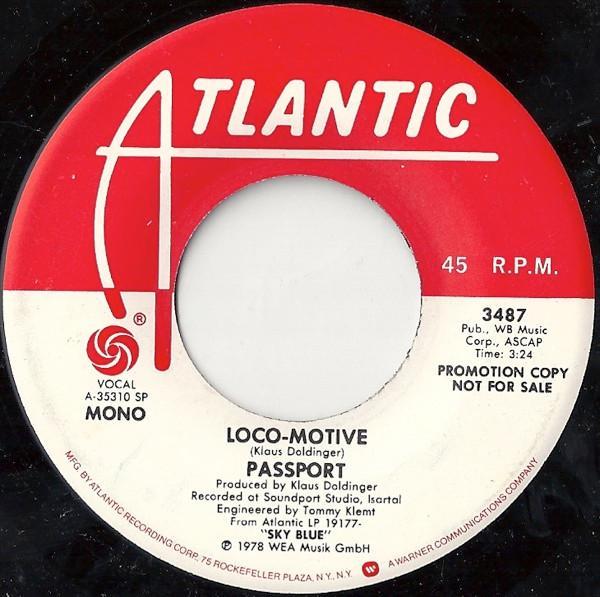 ATLANTIC
45 R.P.M.
®
3487
Pub., WB Music
Corp., ASCAP
Time: 3:24
PROMOTION COPY
NOT FOR SALE
VOCAL
A-35310 SP
MONO
LOCO-MOTIVE
(Klaus Doldinger)
PASSPORT
Produced by Klaus Doldinger
Recorded at Soundport Studio, Isartal
Engineered by Tommy Klemt
From Atlantic LP 19177-
"SKY BLUE"
℗ 1978 WEA Musik GmbH
MFG. BY ATLANTIC RECORDING CORP. 75 ROCKEFELLER PLAZA, N.Y., N.Y. W A WARNER COMMUNICATIONS COMPANY